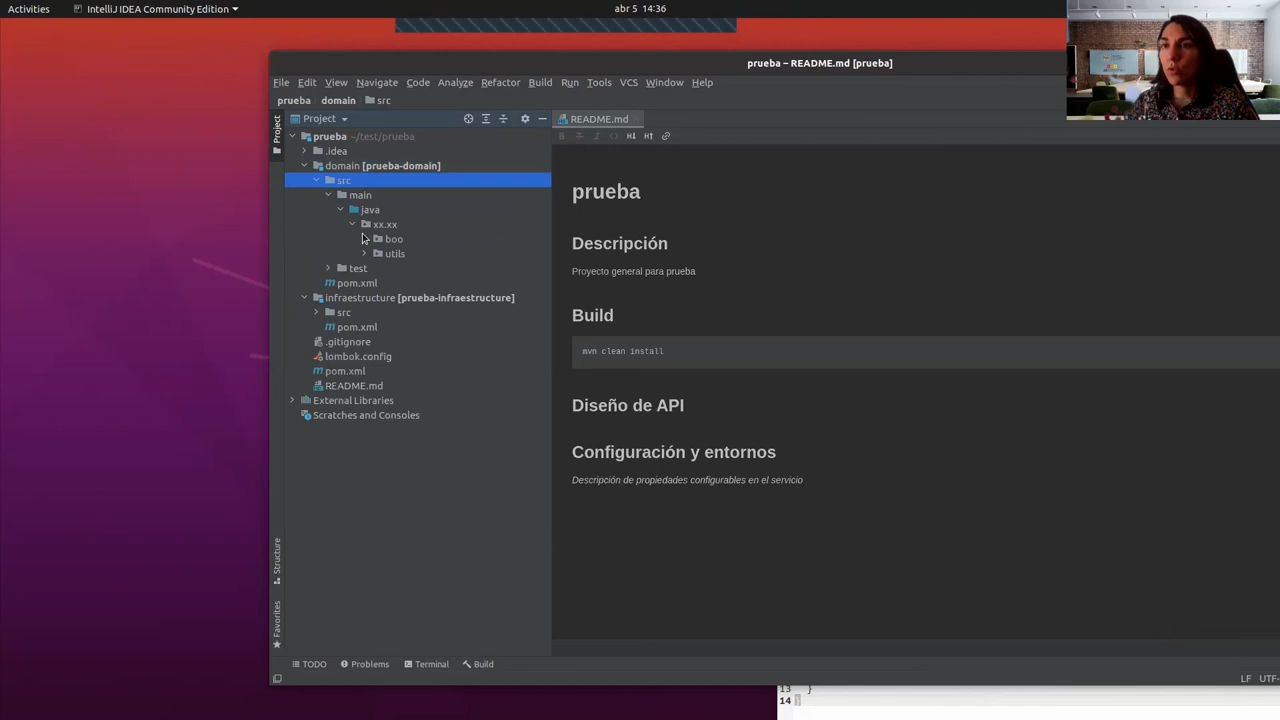 Activities
IntelliJ IDEA Community Edition
abr 5 14:36
prueba – README.md [prueba]
File Edit View Navigate Code Analyze Refactor Build Run Tools VCS Window Help
prueba domain src
Project
Project
README.md
prueba ~/test/prueba
.idea
domain [prueba-domain]
src
main
java
xx.xx
boo
utils
test
pom.xml
infraestructure [prueba-infraestructure]
src
pom.xml
.gitignore
lombok.config
pom.xml
README.md
External Libraries
Scratches and Consoles
prueba
Descripción
Proyecto general para prueba
Build
mvn clean install
Diseño de API
Configuración y entornos
Descripción de propiedades configurables en el servicio
Structure
Favorites
TODO Problems Terminal Build
LF UTF-
13 }
14